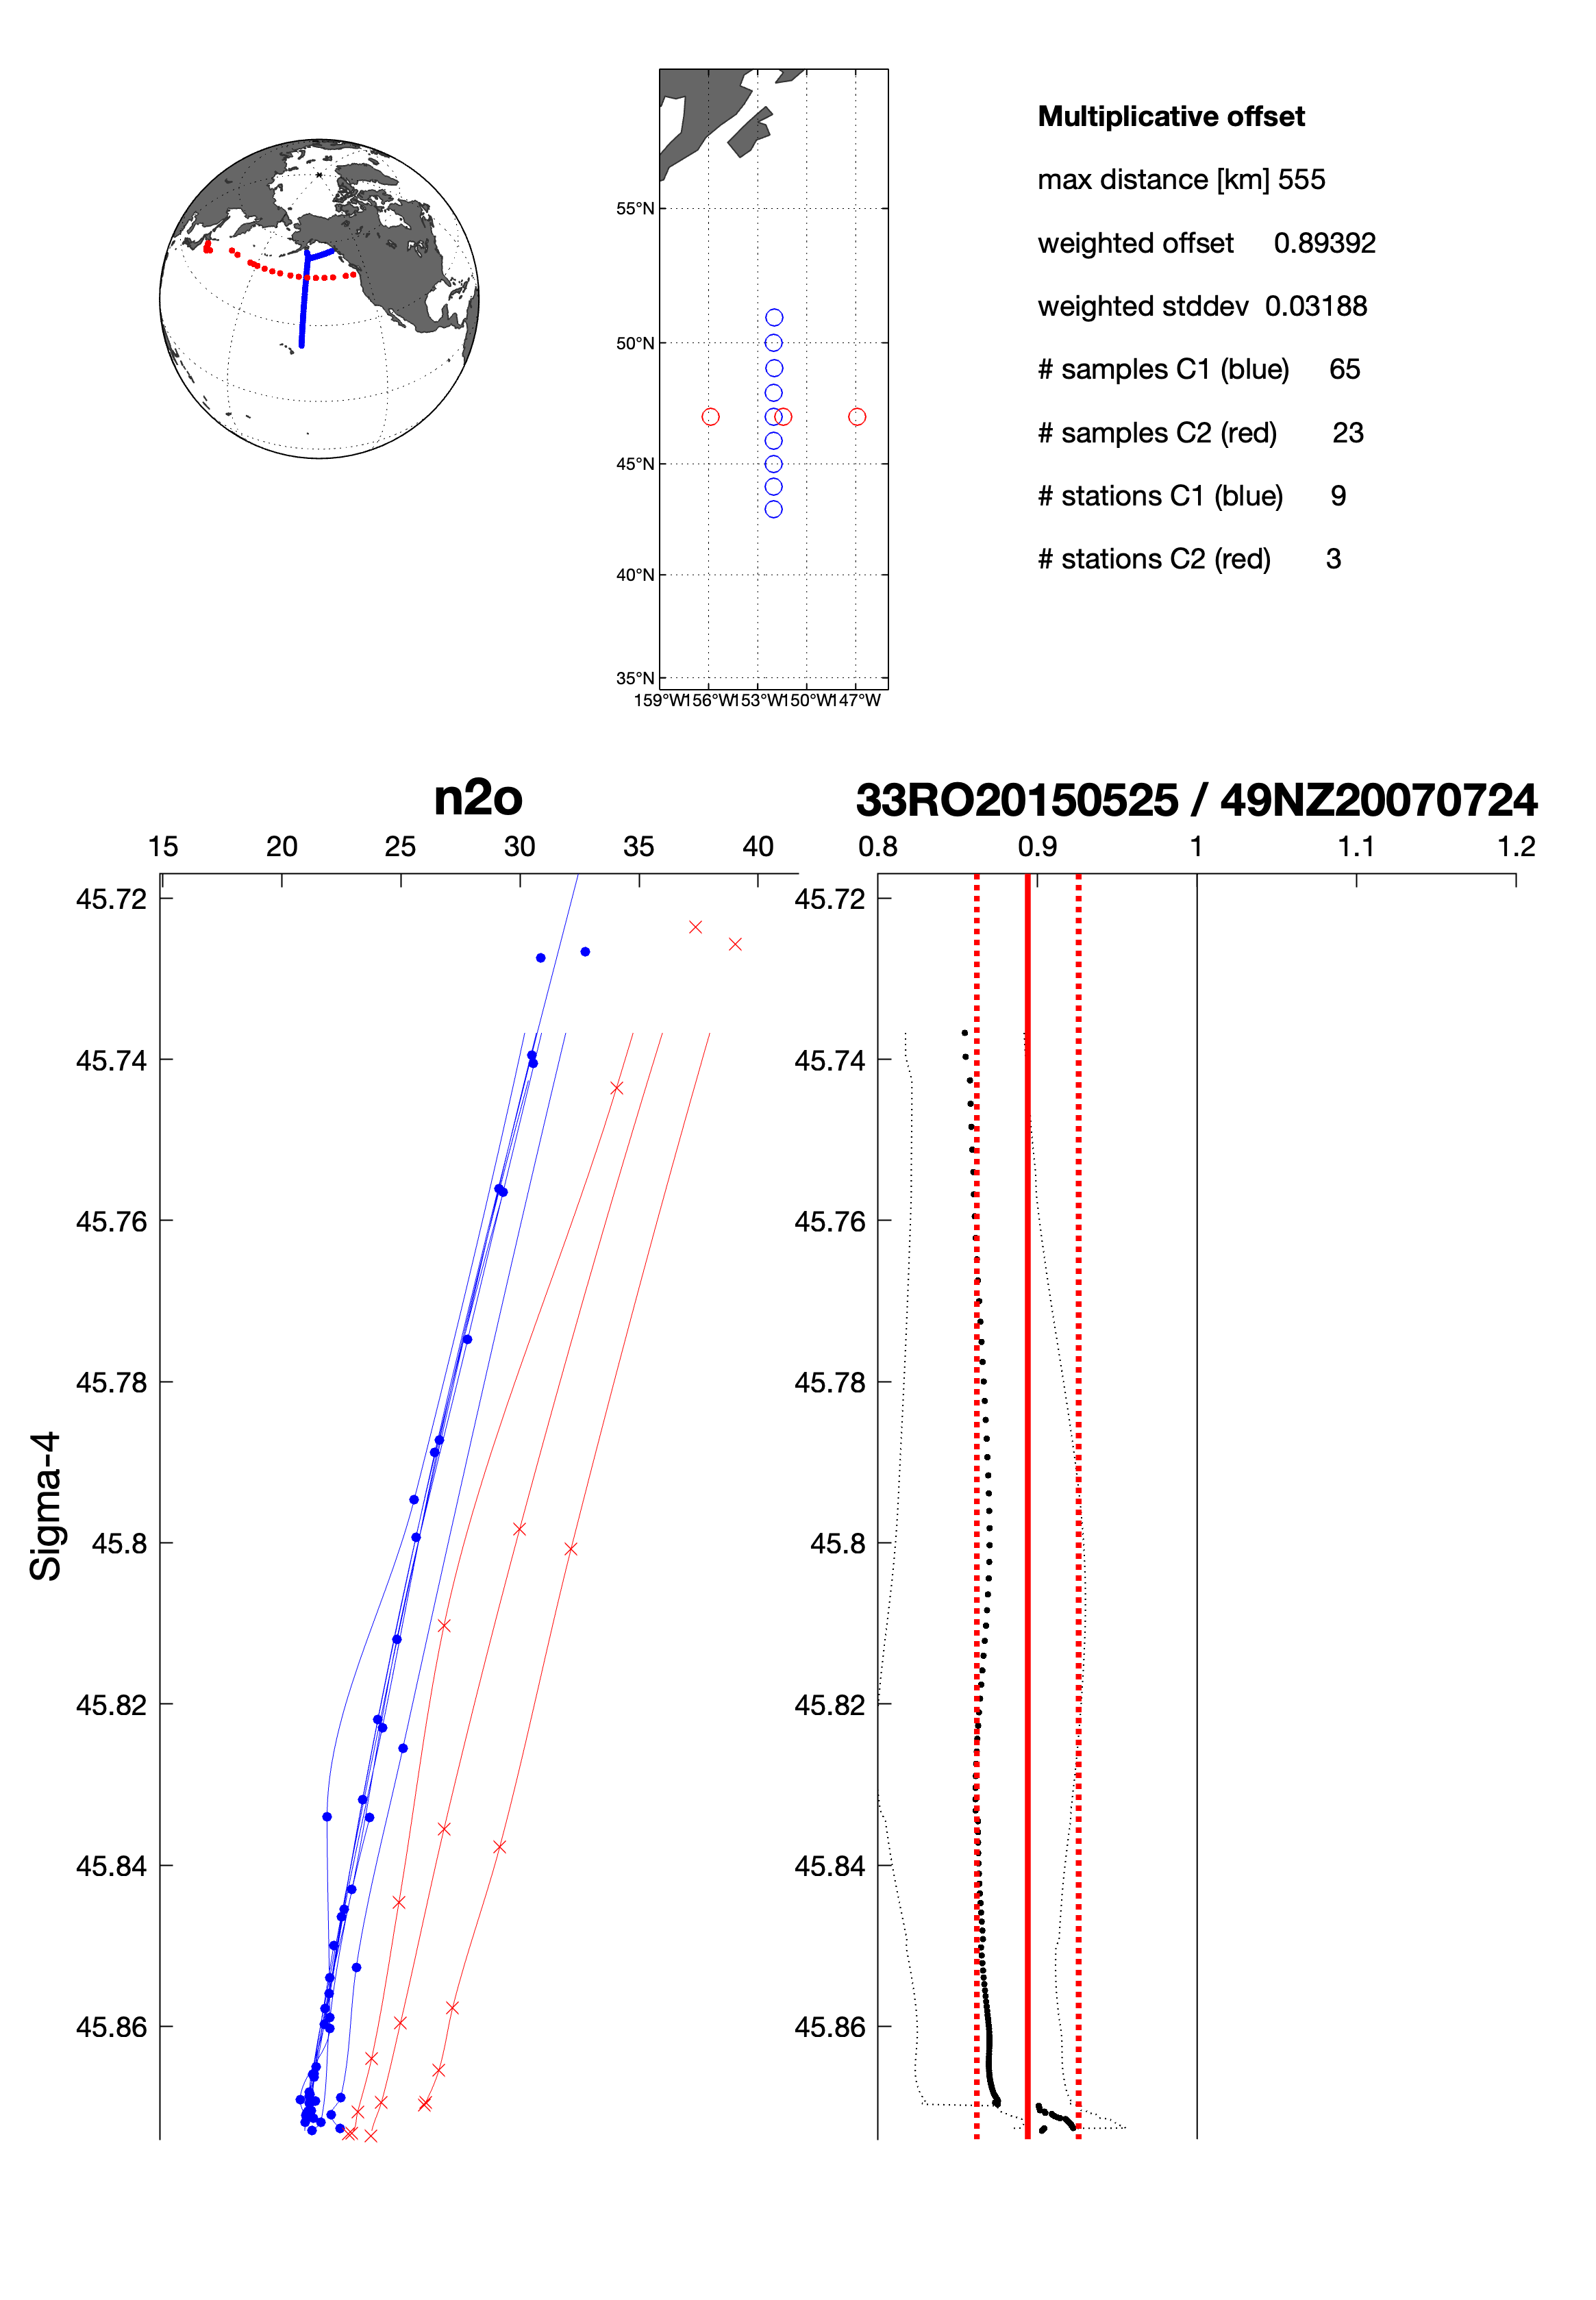 Multiplicative offset
max distance [km] 555
weighted offset 0.89392
weighted stddev 0.03188
# samples C1 (blue) 65
# samples C2 (red) 23
# stations C1 (blue) 9
# stations C2 (red) 3
55°N
50°N
45°N
40°N
35°N
159°W 156°W 153°W 150°W 147°W
n2o
15 20 25 30 35 40
45.72
45.74
45.76
45.78
45.8
45.82
45.84
45.86
Sigma-4
33RO20150525 / 49NZ20070724
0.8 0.9 1 1.1 1.2
45.72
45.74
45.76
45.78
45.8
45.82
45.84
45.86